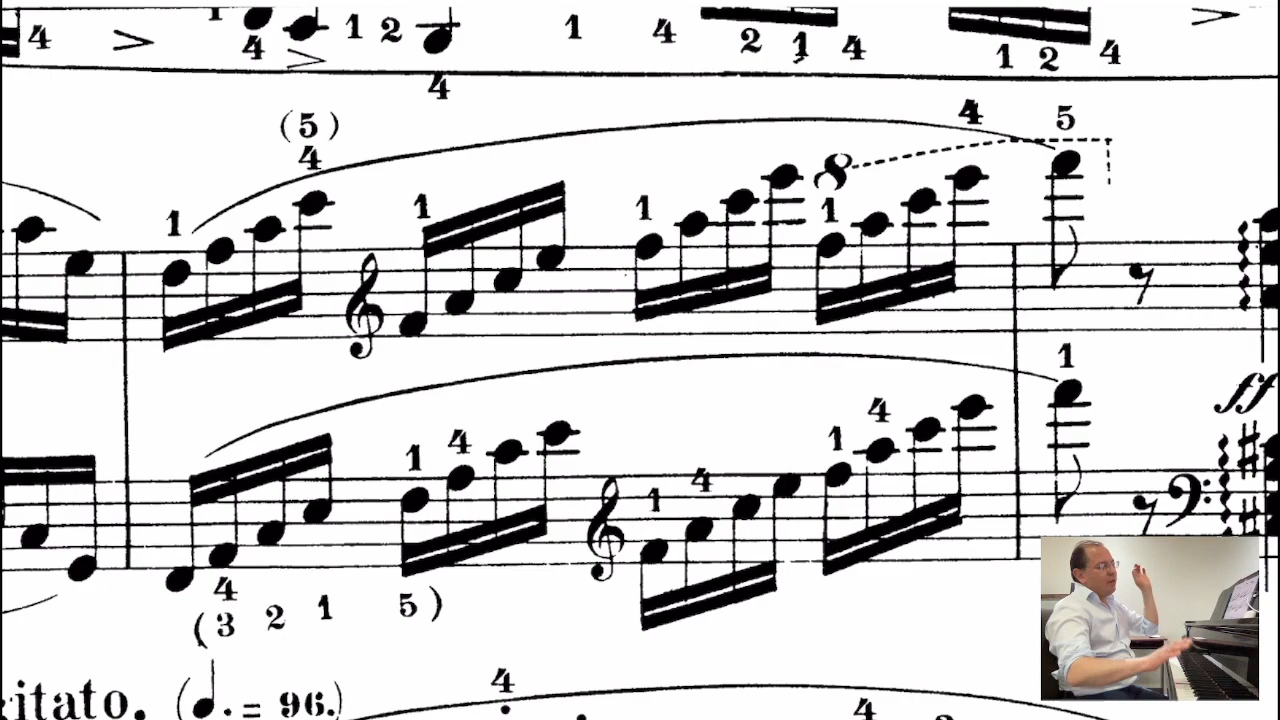 4 > 4 > 1 2 1 4 2 1 4 1 2 4 >
4
(5) 4 5
4
1 1 1 8 1
1
ff
1 4 1 4 1 4
4
(3 2 1 5)
gitato. (♩. = 96.)
4 4